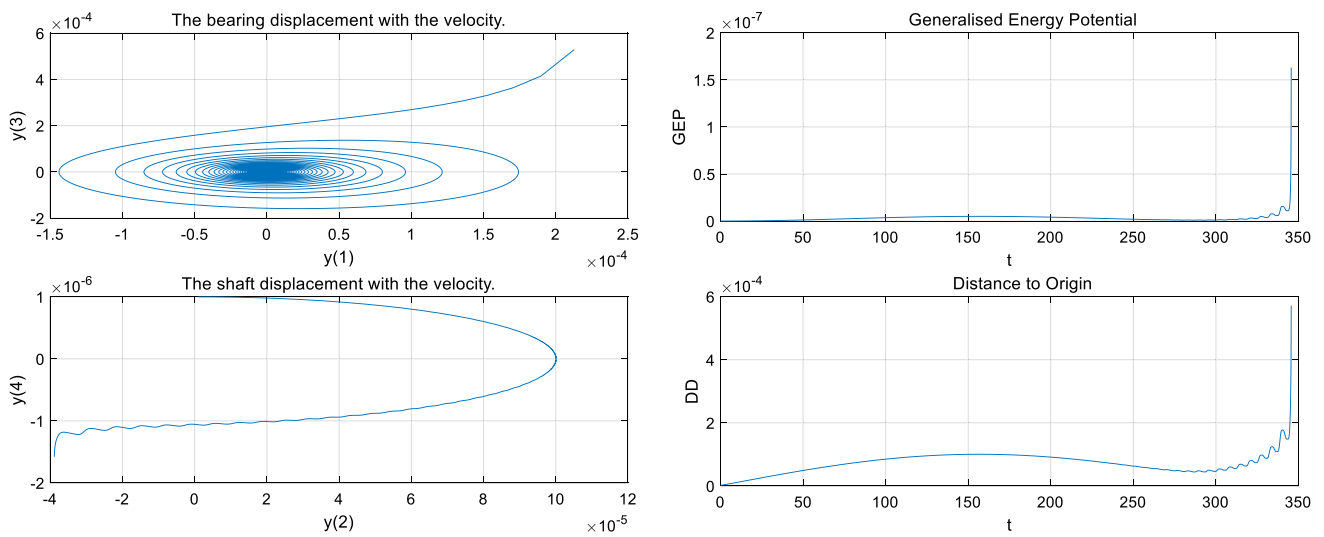 The bearing displacement with the velocity.
×10-4
6
4
2
0
-2
y(3)
-1.5 -1 -0.5 0 0.5 1 1.5 2 2.5
y(1)
×10-4
Generalised Energy Potential
×10-7
2
1.5
1
0.5
0
GEP
0 50 100 150 200 250 300 350
t
The shaft displacement with the velocity.
×10-6
1
0
-1
-2
y(4)
-4 -2 0 2 4 6 8 10 12
y(2)
×10-5
Distance to Origin
×10-4
6
4
2
0
DD
0 50 100 150 200 250 300 350
t